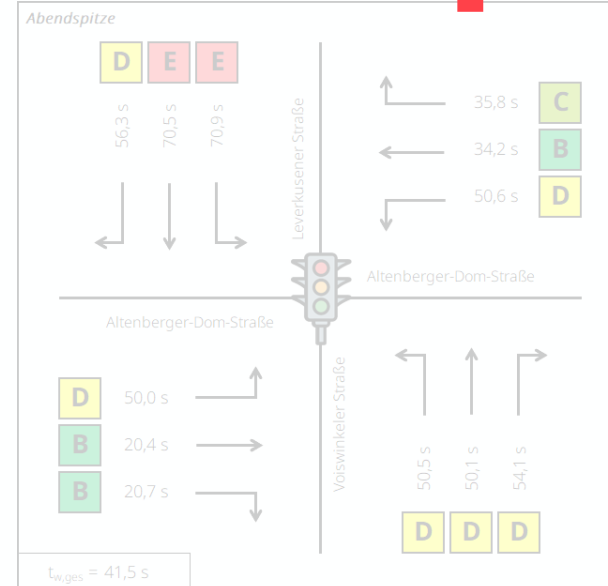 Abendspitze
D E E
56,3 s
70,5 s
70,9 s
Leverkusener Straße
35,8 s C
34,2 s B
50,6 s D
Altenberger-Dom-Straße
Altenberger-Dom-Straße
D 50,0 s
B 20,4 s
B 20,7 s
Voiswinkeler Straße
50,5 s
50,1 s
54,1 s
D D D
tw,ges = 41,5 s